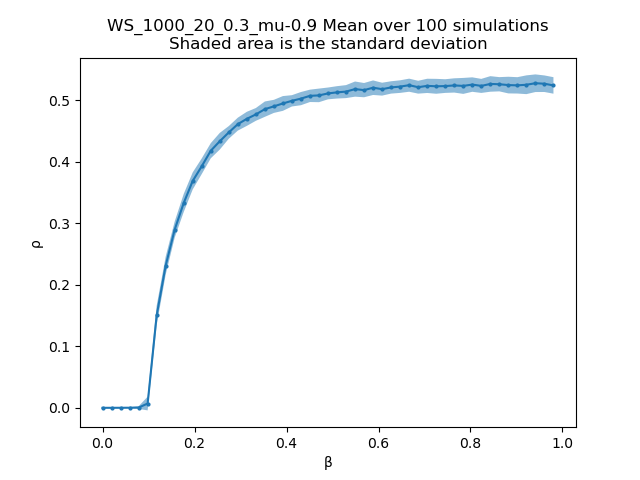 WS_1000_20_0.3_mu-0.9 Mean over 100 simulations
Shaded area is the standard deviation
0.5
0.4
0.3
0.2
0.1
0.0
ρ
0.0 0.2 0.4 0.6 0.8 1.0
β